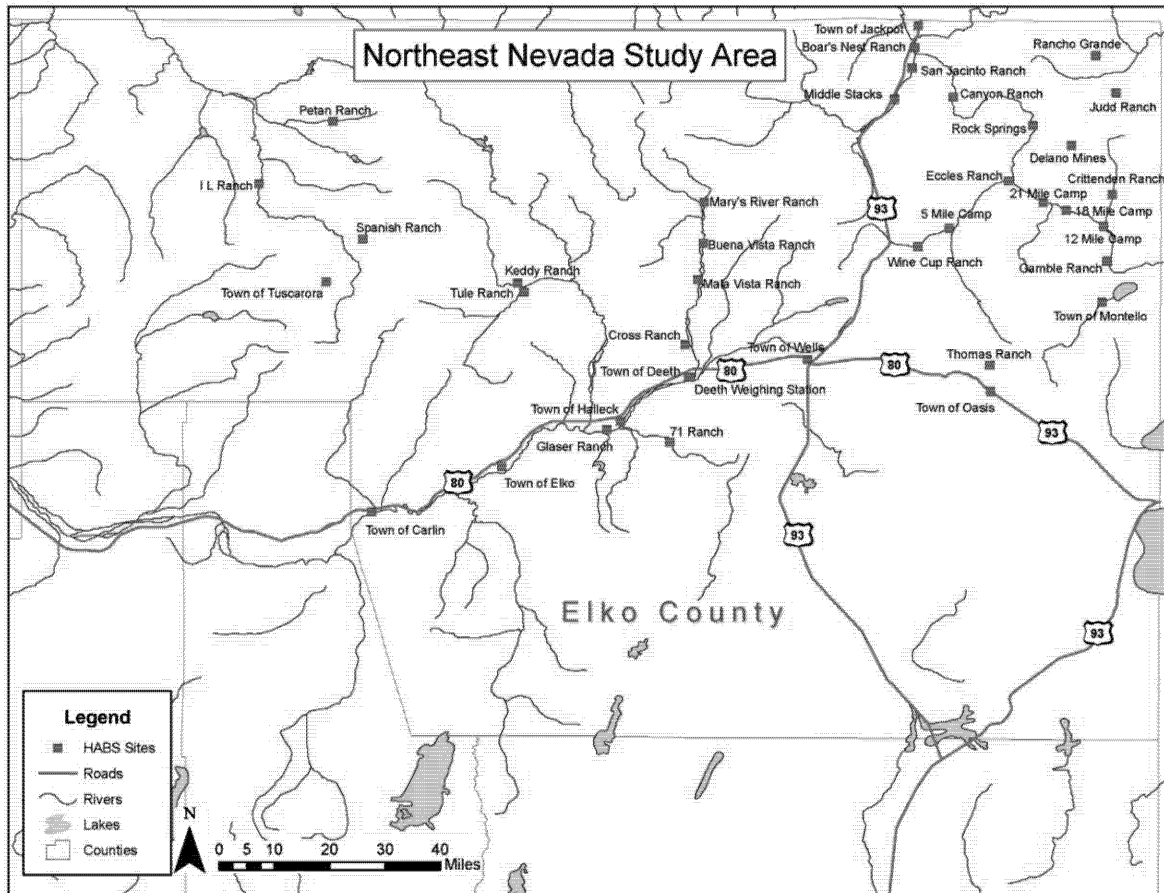 Northeast Nevada Study Area
Town of Jackpot
Boar's Nest Ranch
Rancho Grande
San Jacinto Ranch
Middle Stacks
Canyon Ranch
Judd Ranch
Petan Ranch
Rock Springs
Delano Mines
I L Ranch
Eccles Ranch
Crittenden Ranch
21 Mile Camp
Mary's River Ranch
93
5 Mile Camp
18 Mile Camp
Spanish Ranch
12 Mile Camp
Buena Vista Ranch
Wine Cup Ranch
Gamble Ranch
Keddy Ranch
Mala Vista Ranch
Town of Tuscarora
Tule Ranch
Town of Montello
Cross Ranch
Town of Wells
Thomas Ranch
80
80
Town of Deeth
Deeth Weighing Station
Town of Oasis
Town of Halleck
71 Ranch
93
Glaser Ranch
80
Town of Elko
Town of Carlin
93
Elko County
93
Legend
HABS Sites
Roads
Rivers
Lakes
Counties
N
0 5 10 20 30 40
Miles